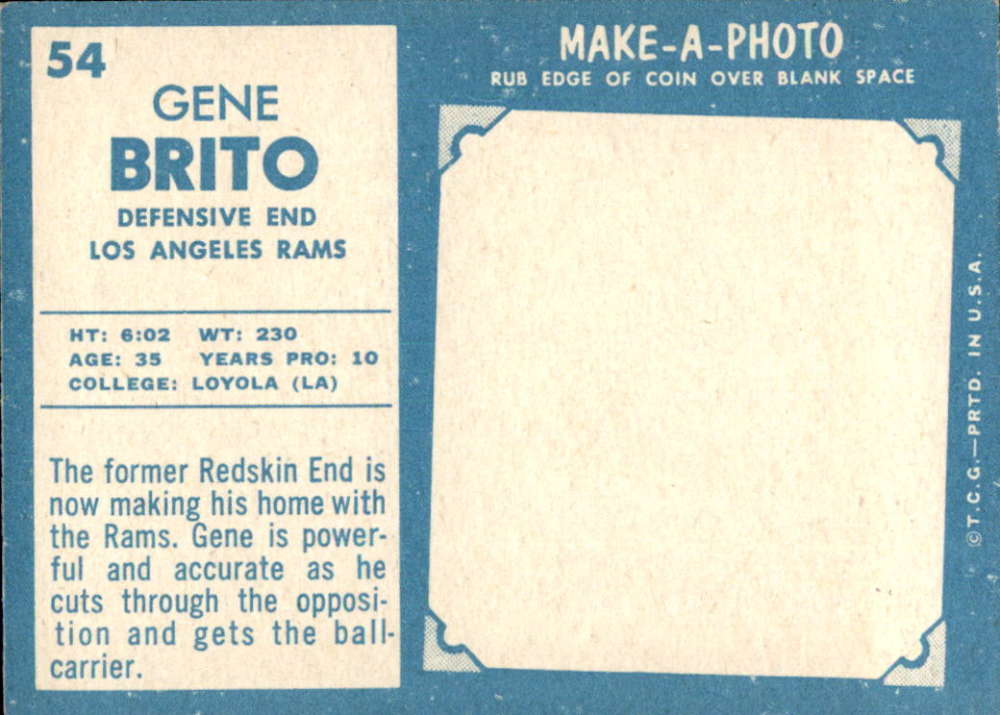 54
GENE
BRITO
DEFENSIVE END
LOS ANGELES RAMS
HT: 6:02 WT: 230
AGE: 35 YEARS PRO: 10
COLLEGE: LOYOLA (LA)
The former Redskin End is
now making his home with
the Rams. Gene is power-
ful and accurate as he
cuts through the opposi-
tion and gets the ball-
carrier.
MAKE-A-PHOTO
RUB EDGE OF COIN OVER BLANK SPACE
©T.C.G.—PRTD. IN U.S.A.